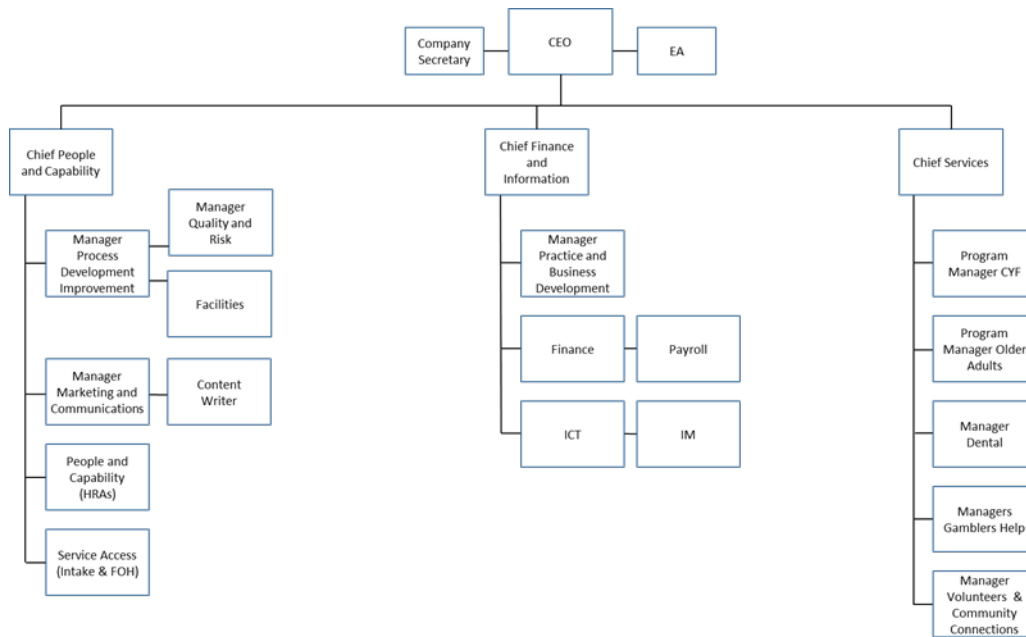 Company
Secretary
CEO
EA
Chief People
and Capability
Chief Finance
and
Information
Chief Services
Manager
Quality and
Risk
Manager
Process
Development
Improvement
Facilities
Manager
Marketing and
Communications
Content
Writer
People and
Capability
(HRAs)
Service Access
(Intake & FOH)
Manager
Practice and
Business
Development
Finance
Payroll
ICT
IM
Program
Manager CYF
Program
Manager Older
Adults
Manager
Dental
Managers
Gamblers Help
Manager
Volunteers &
Community
Connections